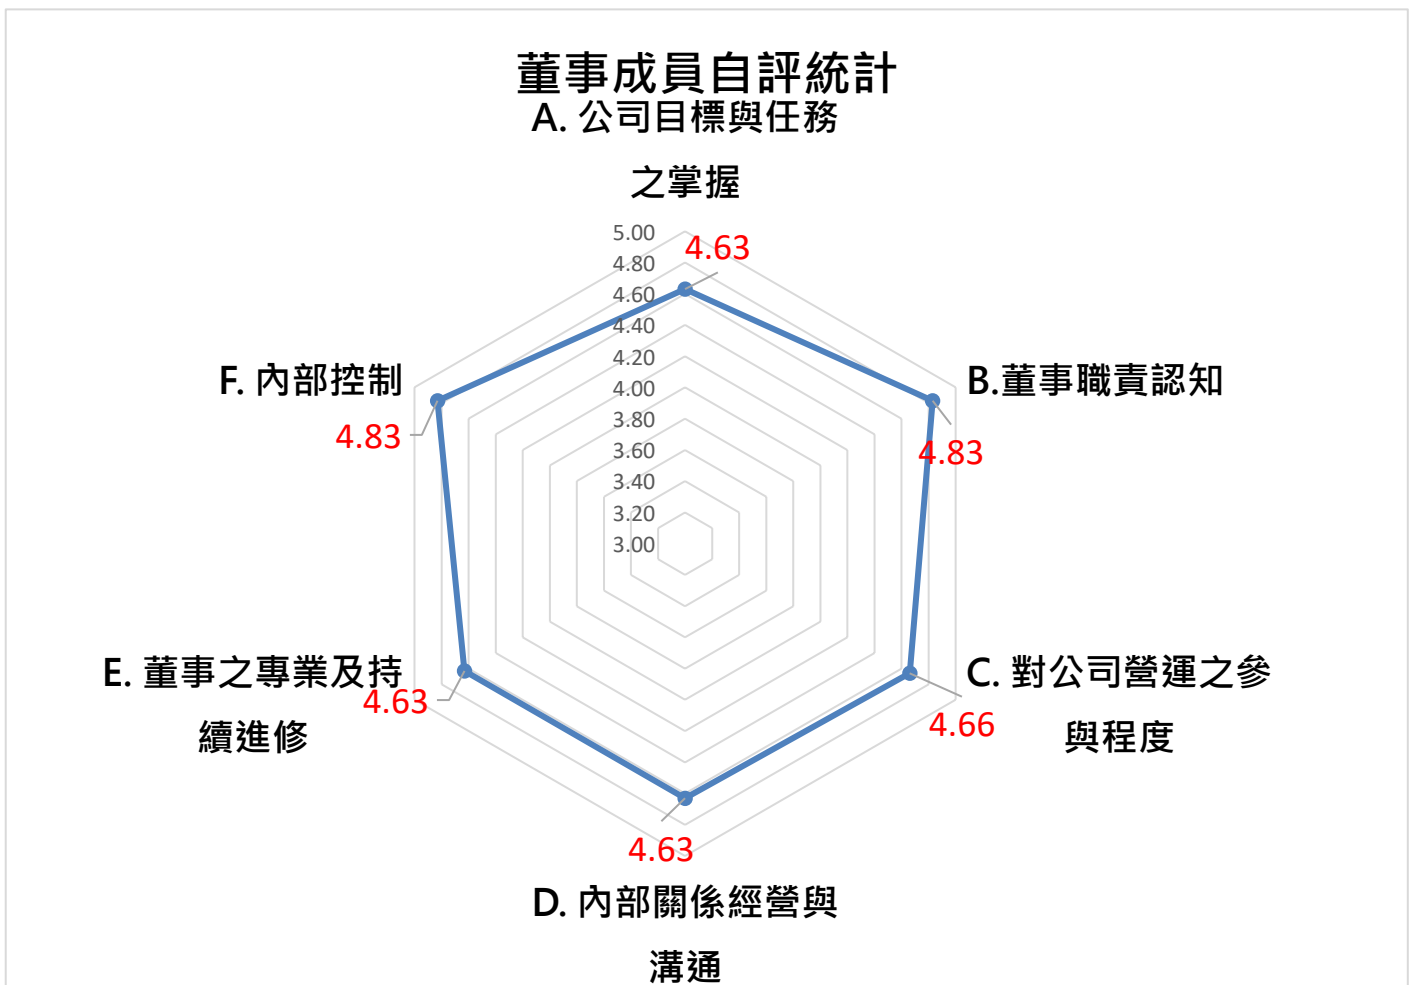 董事成員自評統計
A. 公司目標與任務
之掌握
5.00
4.63
4.80
4.60
4.40
4.20
4.00
3.80
3.60
3.40
3.20
3.00
F. 內部控制
4.83
B.董事職責認知
4.83
E. 董事之專業及持
續進修
4.63
C. 對公司營運之參
與程度
4.66
4.63
D. 內部關係經營與
溝通